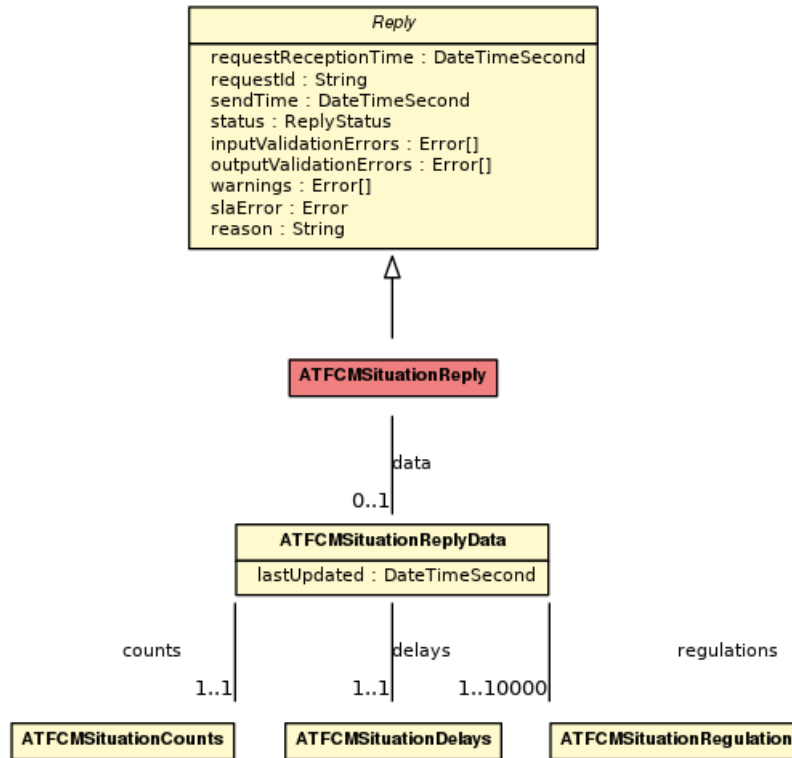 Reply
requestReceptionTime : DateTimeSecond
requestId : String
sendTime : DateTimeSecond
status : ReplyStatus
inputValidationErrors : Error[]
outputValidationErrors : Error[]
warnings : Error[]
slaError : Error
reason : String
ATFCMSituationReply
data
0..1
ATFCMSituationReplyData
lastUpdated : DateTimeSecond
counts delays regulations
1..1 1..1 1..10000
ATFCMSituationCounts ATFCMSituationDelays ATFCMSituationRegulation